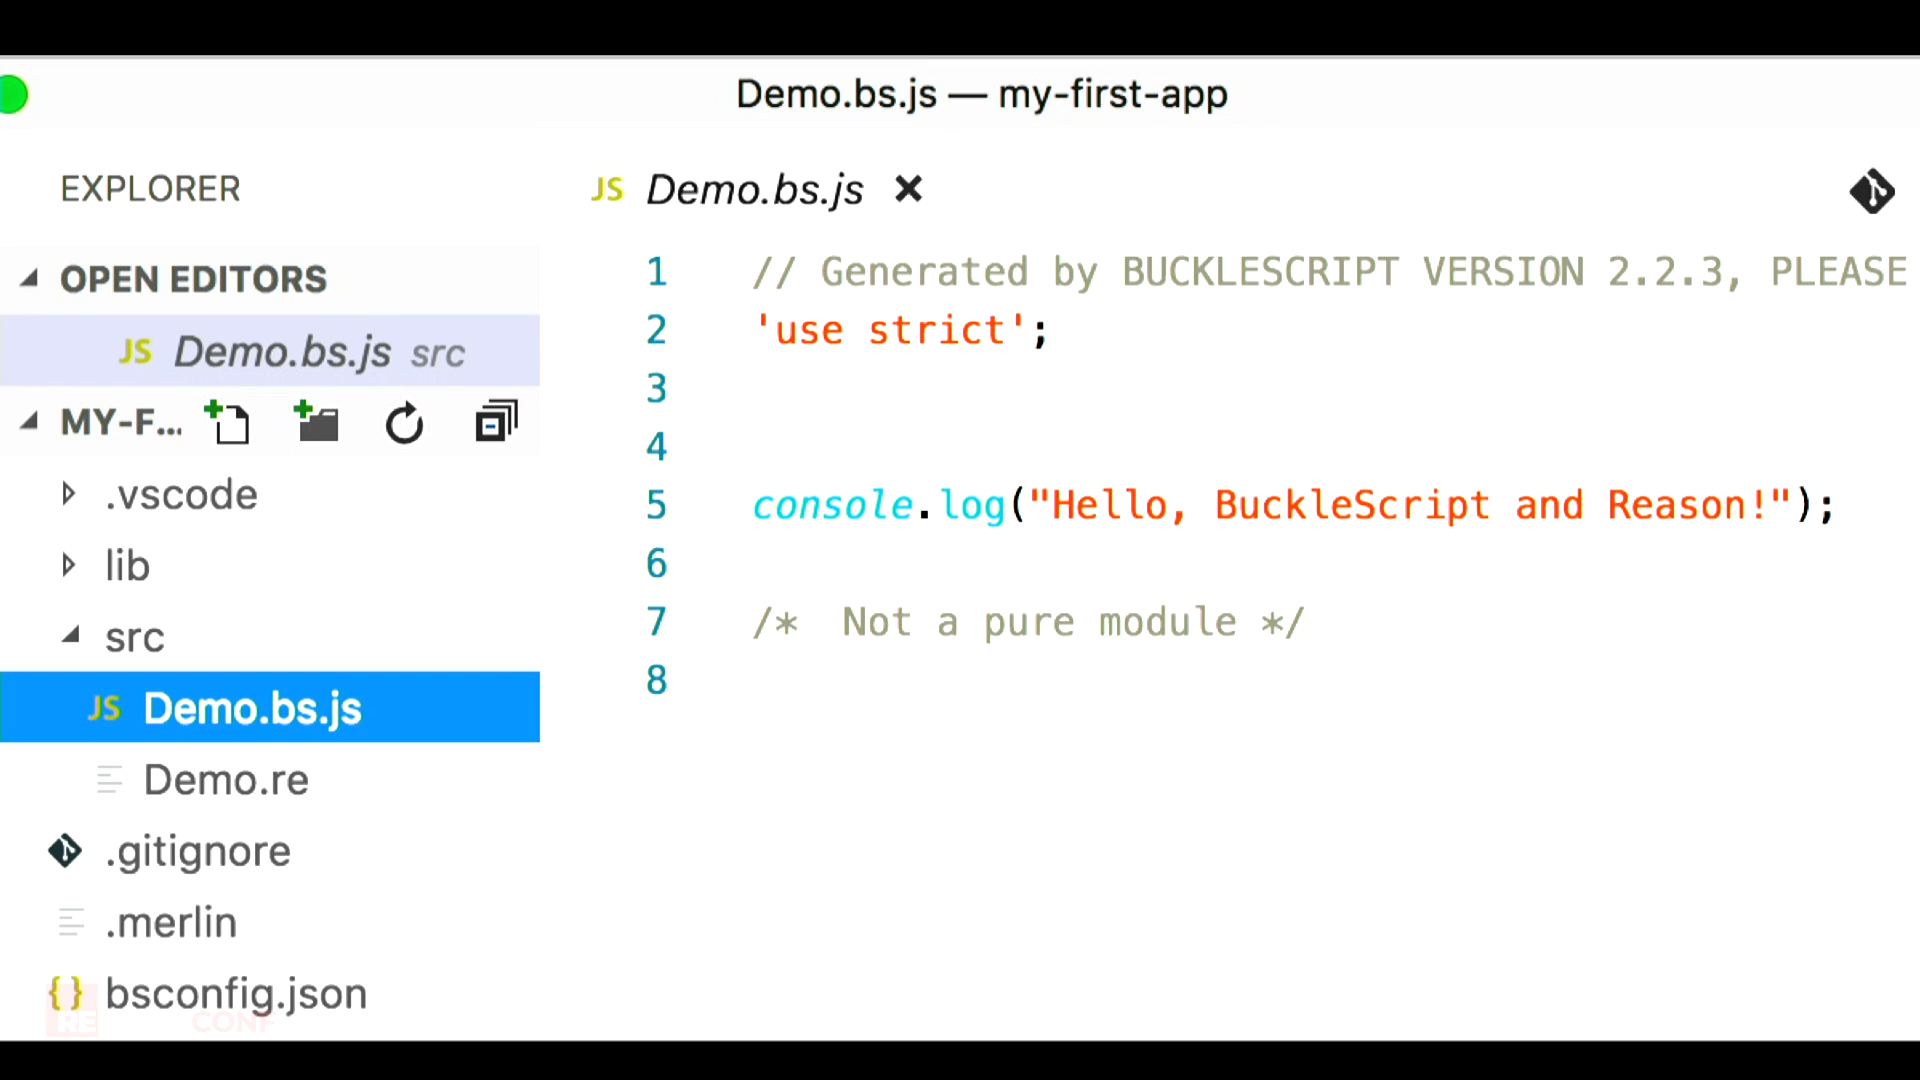 Demo.bs.js — my-first-app
EXPLORER
OPEN EDITORS
JS Demo.bs.js src
MY-F...
.vscode
lib
src
JS Demo.bs.js
Demo.re
.gitignore
.merlin
{ } bsconfig.json
RE CONF
JS Demo.bs.js
1 // Generated by BUCKLESCRIPT VERSION 2.2.3, PLEASE
2 'use strict';
3
4
5 console.log("Hello, BuckleScript and Reason!");
6
7 /*  Not a pure module */
8